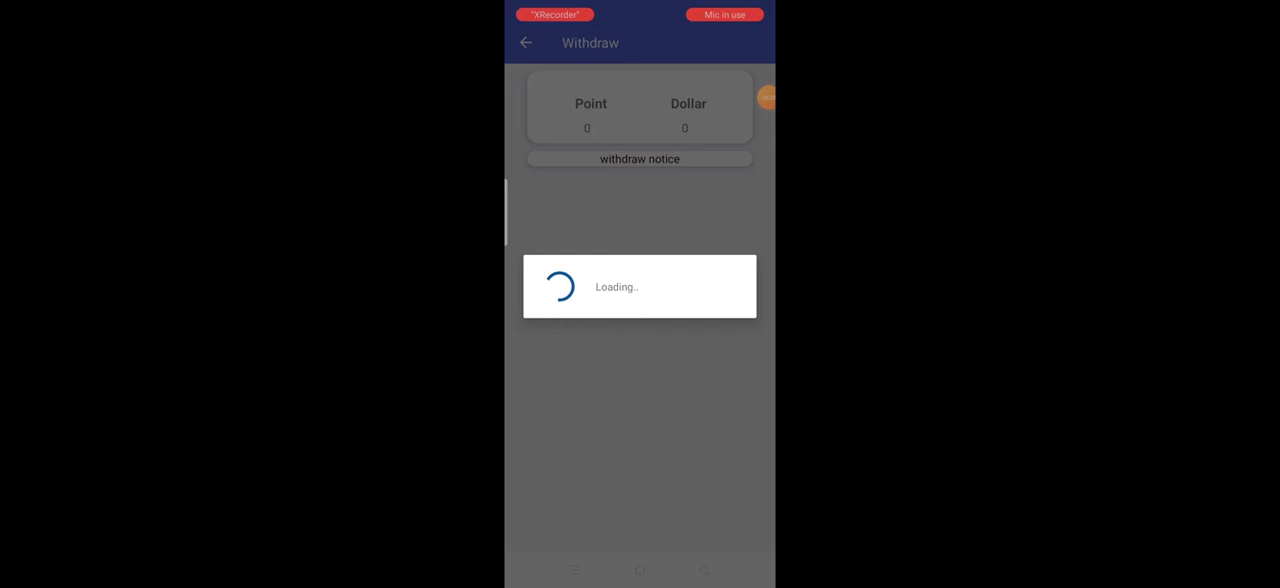 "XRecorder"
Mic in use
Withdraw
Point Dollar
0 0
withdraw notice
Loading..